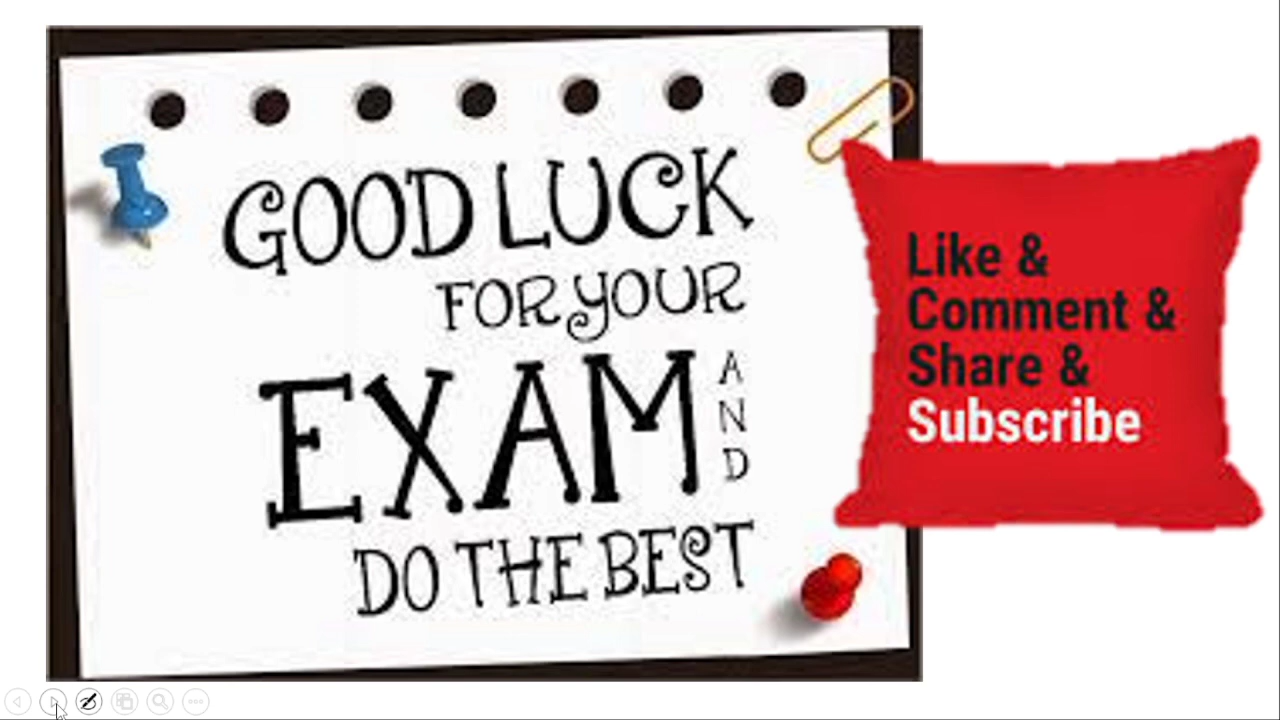 GOOD LUCK
FOR YOUR
EXAM AND
DO THE BEST
Like &
Comment &
Share &
Subscribe